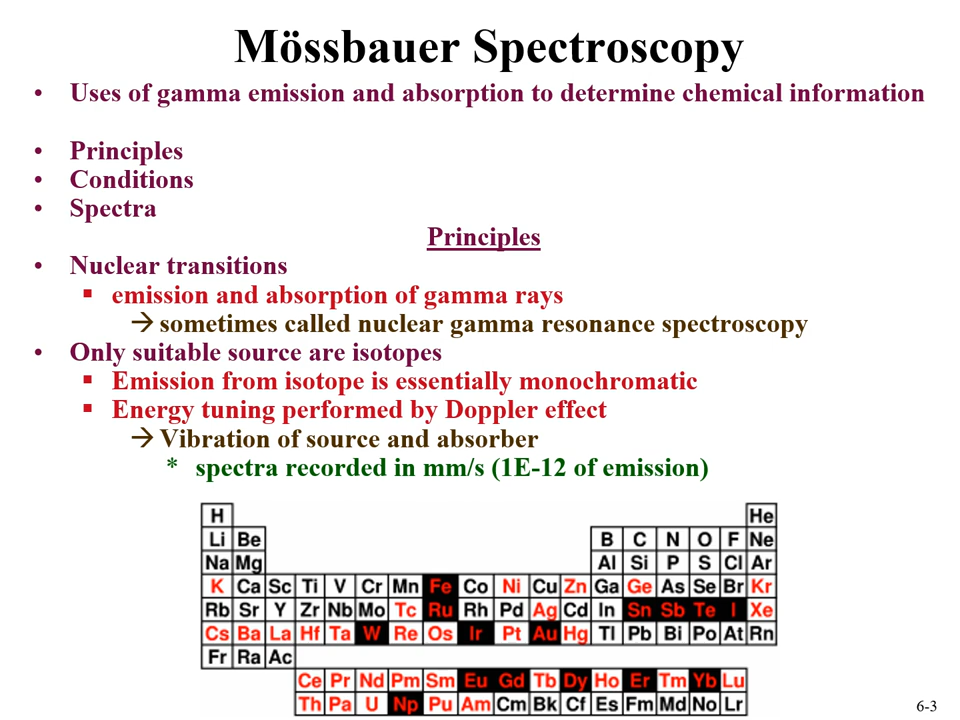 Mössbauer Spectroscopy
• Uses of gamma emission and absorption to determine chemical information
• Principles
• Conditions
• Spectra
Principles
• Nuclear transitions
▪ emission and absorption of gamma rays
→ sometimes called nuclear gamma resonance spectroscopy
• Only suitable source are isotopes
▪ Emission from isotope is essentially monochromatic
▪ Energy tuning performed by Doppler effect
→ Vibration of source and absorber
* spectra recorded in mm/s (1E-12 of emission)
H He
Li Be B C N O F Ne
Na Mg Al Si P S Cl Ar
K Ca Sc Ti V Cr Mn Fe Co Ni Cu Zn Ga Ge As Se Br Kr
Rb Sr Y Zr Nb Mo Tc Ru Rh Pd Ag Cd In Sn Sb Te I Xe
Cs Ba La Hf Ta W Re Os Ir Pt Au Hg Tl Pb Bi Po At Rn
Fr Ra Ac
Ce Pr Nd Pm Sm Eu Gd Tb Dy Ho Er Tm Yb Lu
Th Pa U Np Pu Am Cm Bk Cf Es Fm Md No Lr
6-3